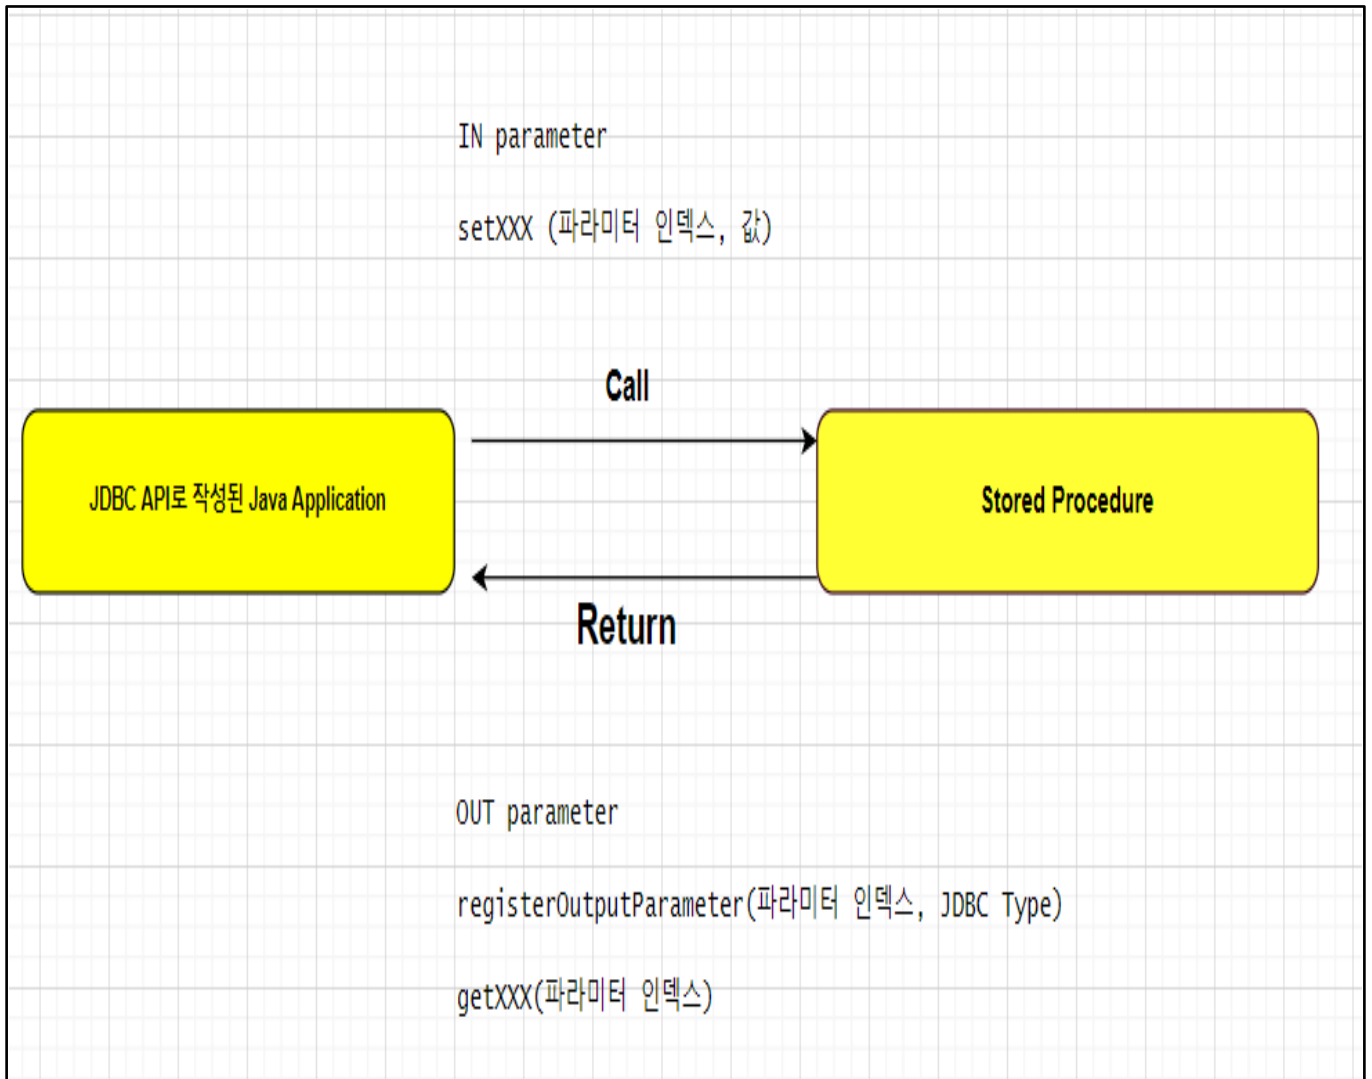 IN parameter
setXXX (파라미터 인덱스, 값)
Call
JDBC API로 작성된 Java Application
Stored Procedure
Return
OUT parameter
registerOutputParameter(파라미터 인덱스, JDBC Type)
getXXX(파라미터 인덱스)